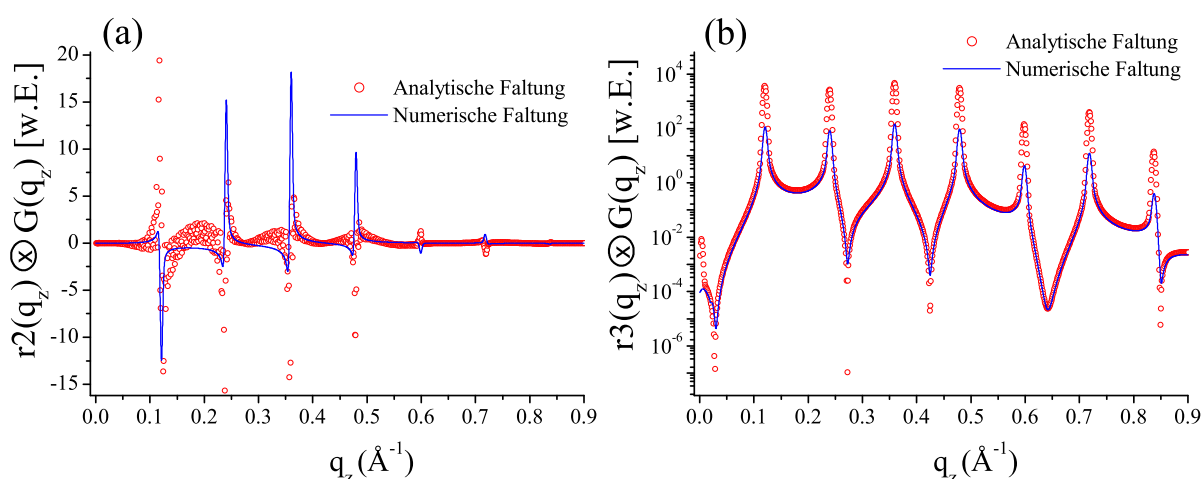 (a)
r2(q_z)⊗G(q_z) [w.E.]
20
15
10
5
0
-5
-10
-15
Analytische Faltung
Numerische Faltung
0.0 0.1 0.2 0.3 0.4 0.5 0.6 0.7 0.8 0.9
q_z(Å^-1)
(b)
r3(q_z)⊗G(q_z) [w.E.]
10^4
10^2
10^0
10^-2
10^-4
10^-6
Analytische Faltung
Numerische Faltung
0.0 0.1 0.2 0.3 0.4 0.5 0.6 0.7 0.8 0.9
q_z(Å^-1)